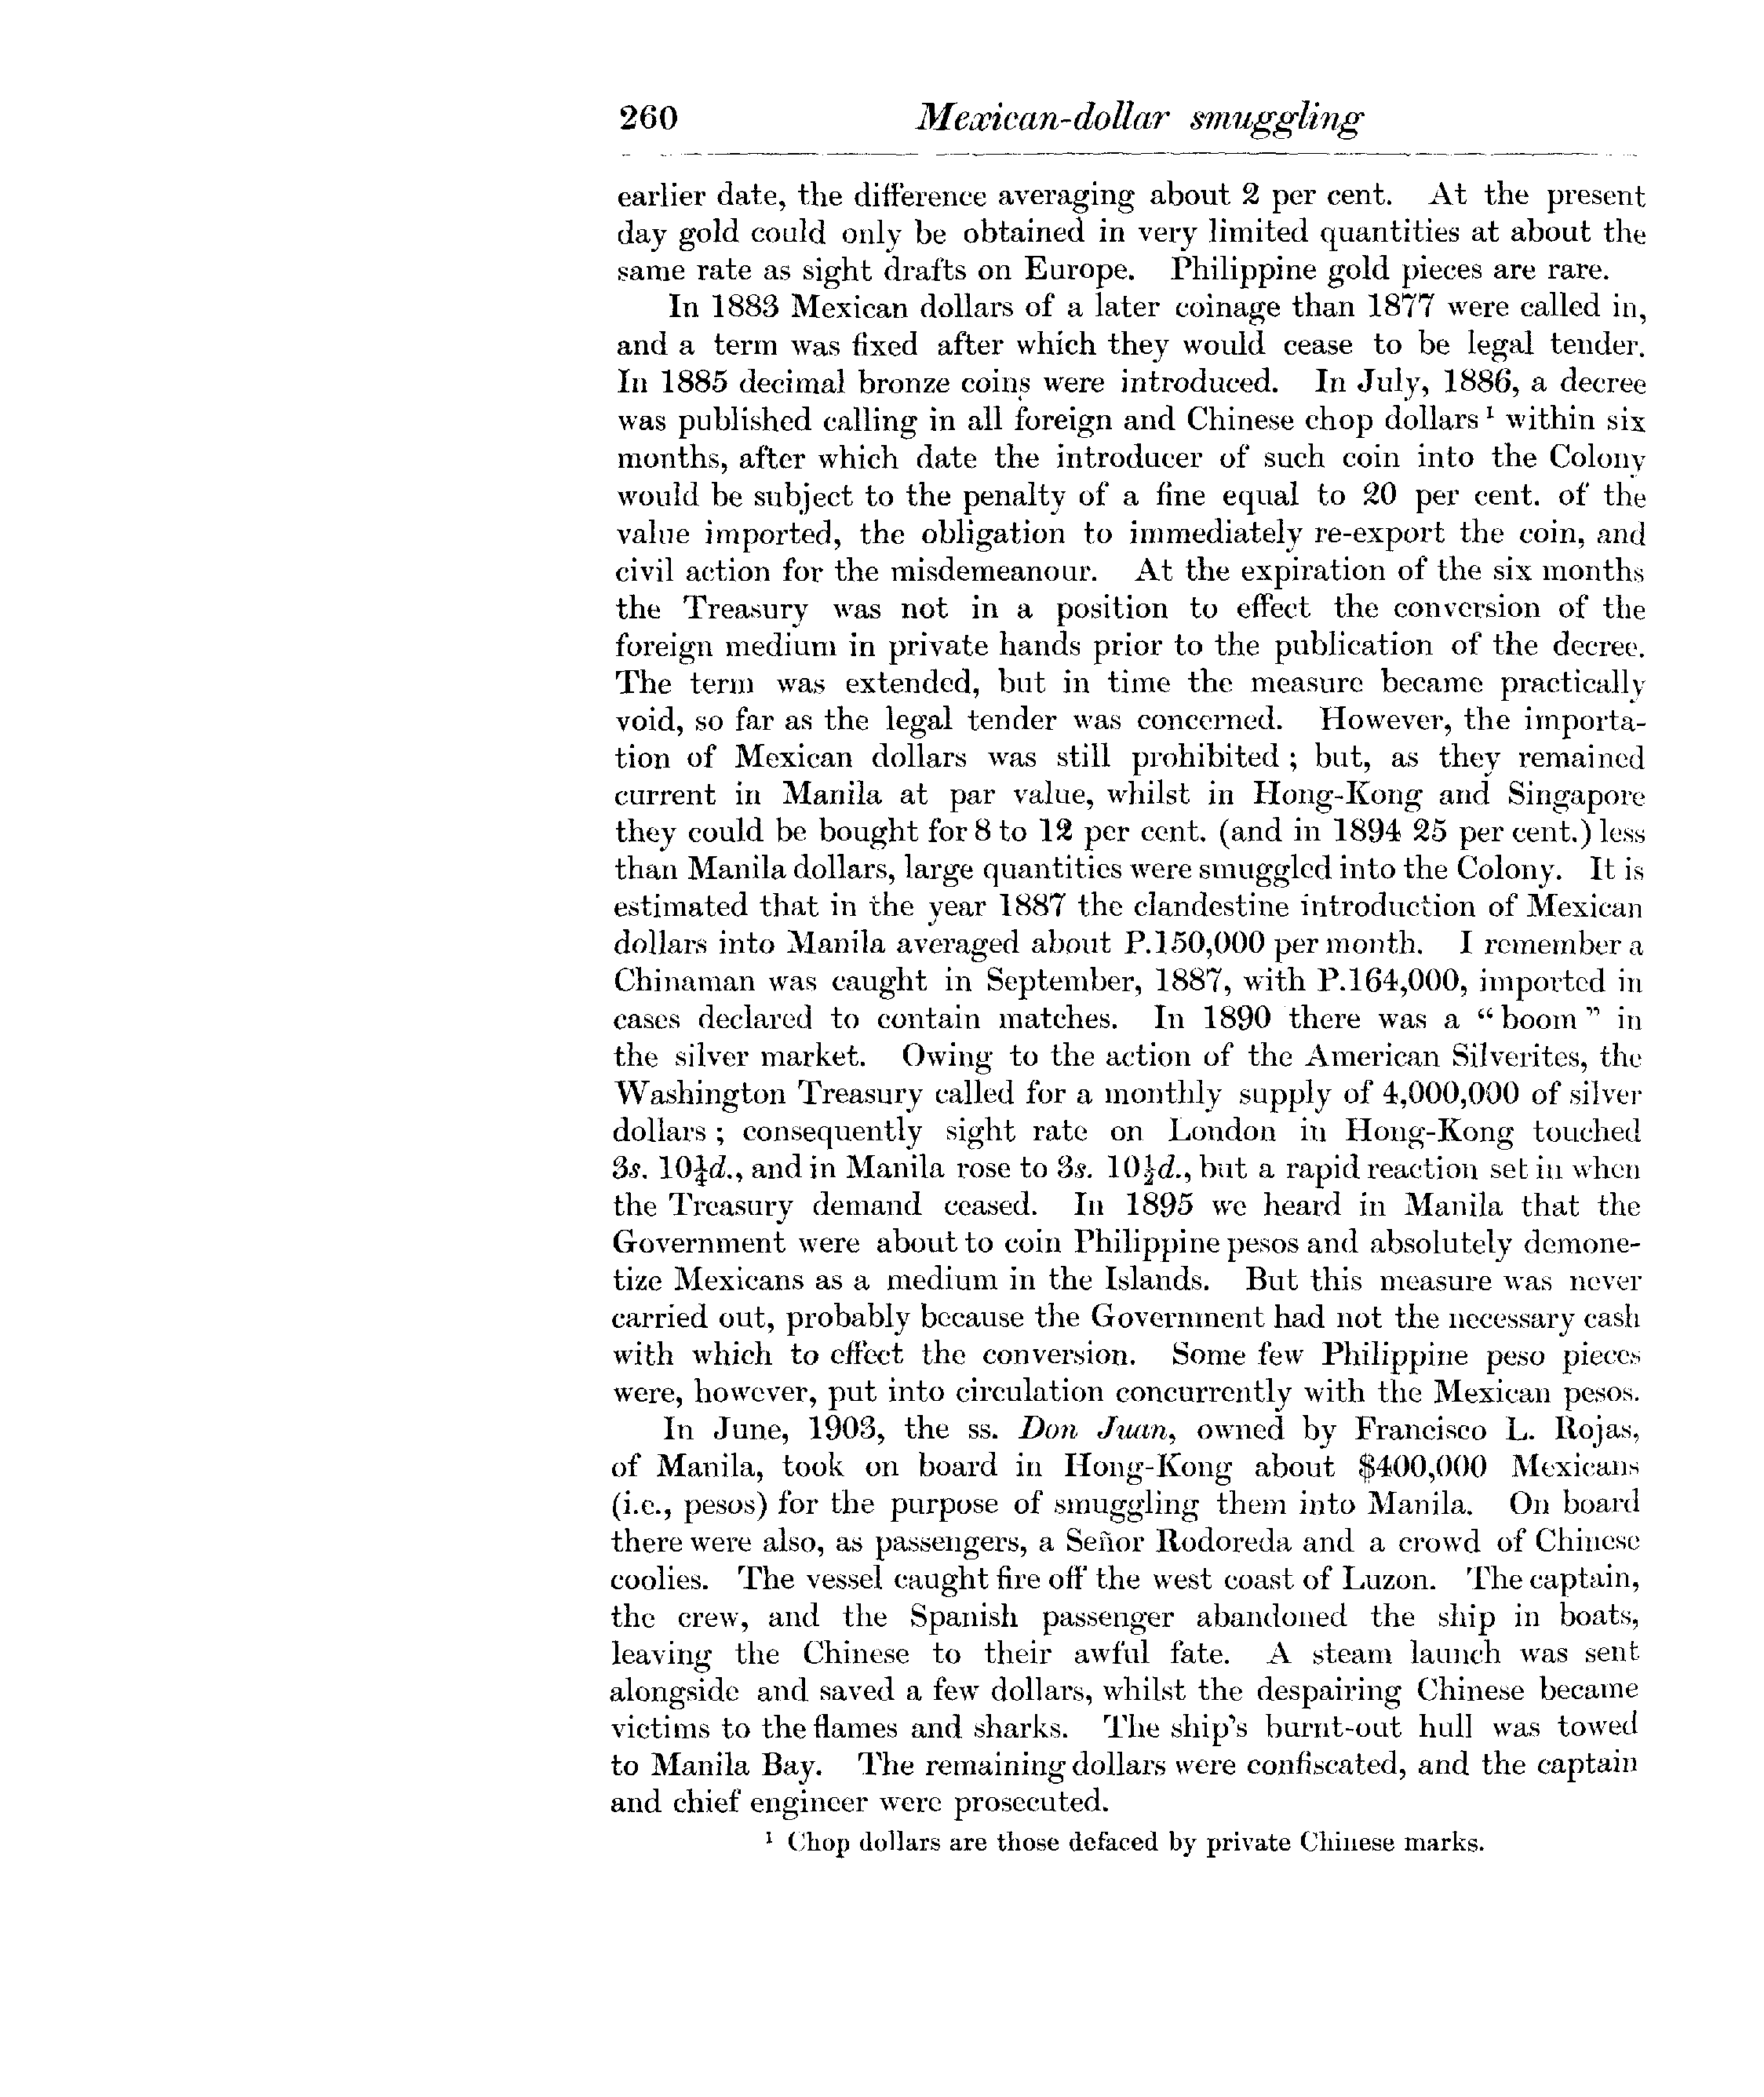 260 Mexican-dollar smuggling
earlier date, the difference averaging about 2 per cent. At the present
day gold could only be obtained in very limited quantities at about the
same rate as sight drafts on Europe. Philippine gold pieces are rare.
In 1883 Mexican dollars of a later coinage than 1877 were called in,
and a term was fixed after which they would cease to be legal tender.
In 1885 decimal bronze coins were introduced. In July, 1886, a decree
was published calling in all foreign and Chinese chop dollars ¹ within six
months, after which date the introducer of such coin into the Colony
would be subject to the penalty of a fine equal to 20 per cent. of the
value imported, the obligation to immediately re-export the coin, and
civil action for the misdemeanour. At the expiration of the six months
the Treasury was not in a position to effect the conversion of the
foreign medium in private hands prior to the publication of the decree.
The term was extended, but in time the measure became practically
void, so far as the legal tender was concerned. However, the importa-
tion of Mexican dollars was still prohibited ; but, as they remained
current in Manila at par value, whilst in Hong-Kong and Singapore
they could be bought for 8 to 12 per cent. (and in 1894 25 per cent.) less
than Manila dollars, large quantities were smuggled into the Colony. It is
estimated that in the year 1887 the clandestine introduction of Mexican
dollars into Manila averaged about P.150,000 per month. I remember a
Chinaman was caught in September, 1887, with P.164,000, imported in
cases declared to contain matches. In 1890 there was a “ boom ” in
the silver market. Owing to the action of the American Silverites, the
Washington Treasury called for a monthly supply of 4,000,000 of silver
dollars ; consequently sight rate on London in Hong-Kong touched
3s. , and in Manila rose to 3s. , but a rapid reaction set in when
the Treasury demand ceased. In 1895 we heard in Manila that the
Government were about to coin Philippine pesos and absolutely demone-
tize Mexicans as a medium in the Islands. But this measure was never
carried out, probably because the Government had not the necessary cash
with which to effect the conversion. Some few Philippine peso pieces
were, however, put into circulation concurrently with the Mexican pesos.
In June, 1903, the ss. Don Juan, owned by Francisco L. Rojas,
of Manila, took on board in Hong-Kong about $400,000 Mexicans
(i.e., pesos) for the purpose of smuggling them into Manila. On board
there were also, as passengers, a Señor Rodoreda and a crowd of Chinese
coolies. The vessel caught fire off the west coast of Luzon. The captain,
the crew, and the Spanish passenger abandoned the ship in boats,
leaving the Chinese to their awful fate. A steam launch was sent
alongside and saved a few dollars, whilst the despairing Chinese became
victims to the flames and sharks. The ship's burnt-out hull was towed
to Manila Bay. The remaining dollars were confiscated, and the captain
and chief engineer were prosecuted.
¹ Chop dollars are those defaced by private Chinese marks.